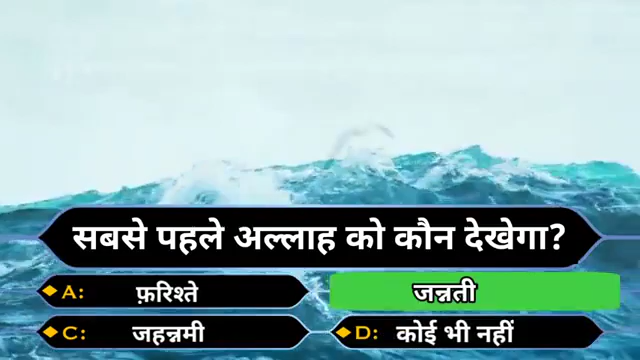 सबसे पहले अल्लाह को कौन देखेगा?
A: फ़रिश्ते
जन्नती
C: जहन्नमी
D: कोई भी नहीं